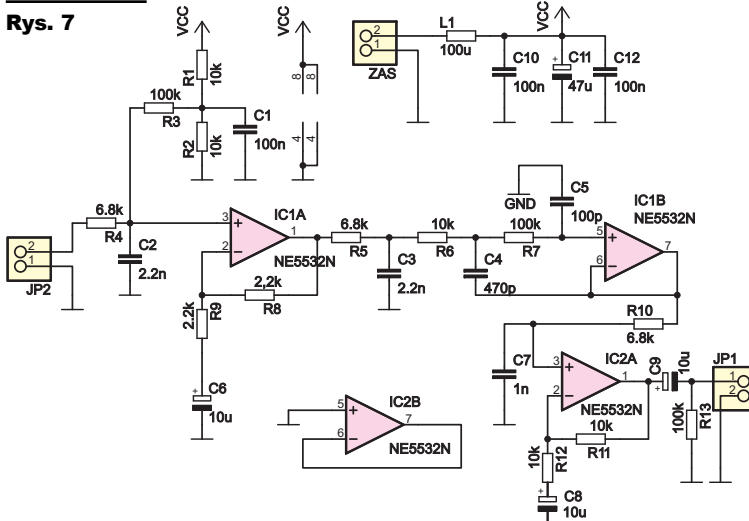 Rys. 7
VCC
R1
10k
100k
R3
R2
10k
C1
100n
VCC
8
8
4
4
2
1
ZAS
L1
100u
VCC
C10
100n
+
C11
47u
C12
100n
6.8k
R4
2
1
JP2
C2
2.2n
3
+
2
−
1
IC1A
NE5532N
2,2k
R8
2.2k
R9
+
C6
10u
6.8k
R5
C3
2.2n
10k
R6
C4
470p
100k
R7
GND
C5
100p
IC1B
NE5532N
5
+
6
−
7
R10
6.8k
C7
1n
IC2A
3
+
2
−
1
NE5532N
C9
10u
+
JP1
1
2
100k
R13
10k
R11
10k
R12
+
C8
10u
IC2B
5
+
6
−
7
NE5532N